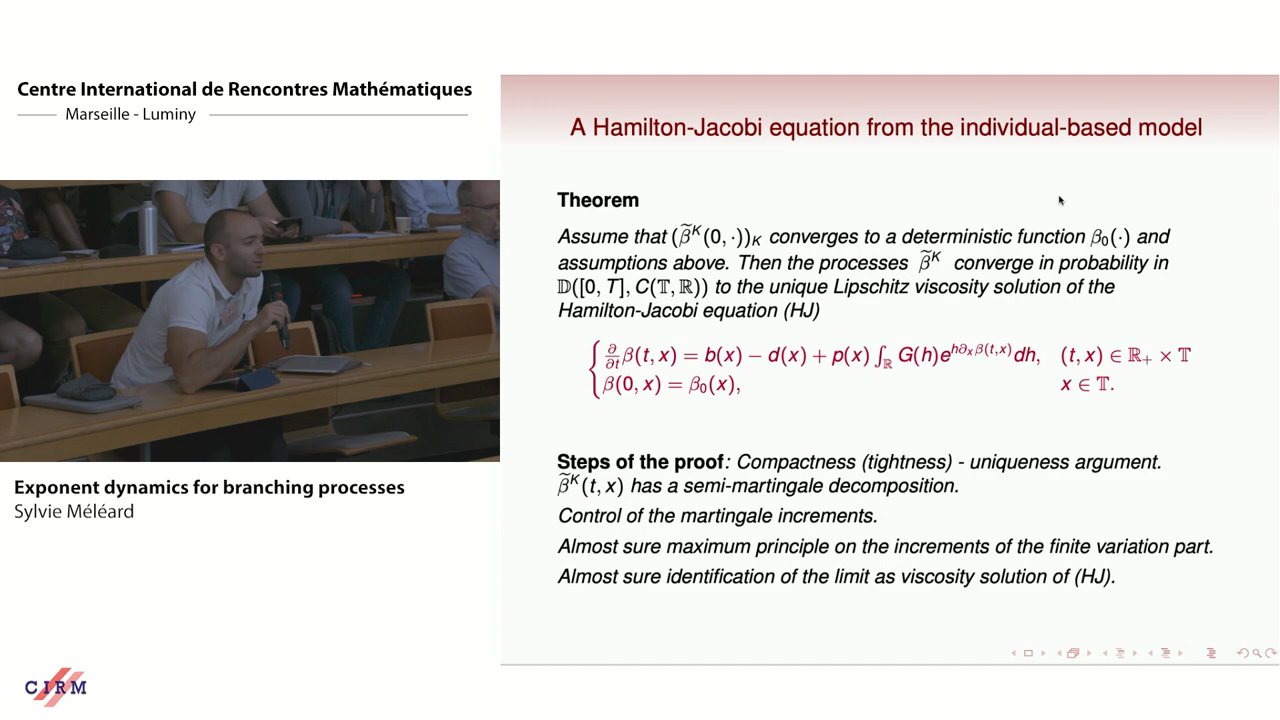 Centre International de Rencontres Mathématiques
Marseille - Luminy
A Hamilton-Jacobi equation from the individual-based model
Theorem
Assume that (β̃ᴷ(0, ·))_K converges to a deterministic function β₀(·) and
assumptions above. Then the processes β̃ᴷ converge in probability in
𝔻([0, T], C(𝕋, ℝ)) to the unique Lipschitz viscosity solution of the
Hamilton-Jacobi equation (HJ)
{ ∂/∂t β(t, x) = b(x) − d(x) + p(x) ∫_ℝ G(h)e^{h∂ₓβ(t,x)}dh, (t, x) ∈ ℝ₊ × 𝕋
β(0, x) = β₀(x), x ∈ 𝕋.
Steps of the proof: Compactness (tightness) - uniqueness argument.
β̃ᴷ(t, x) has a semi-martingale decomposition.
Control of the martingale increments.
Almost sure maximum principle on the increments of the finite variation part.
Almost sure identification of the limit as viscosity solution of (HJ).
Exponent dynamics for branching processes
Sylvie Méléard
CIRM